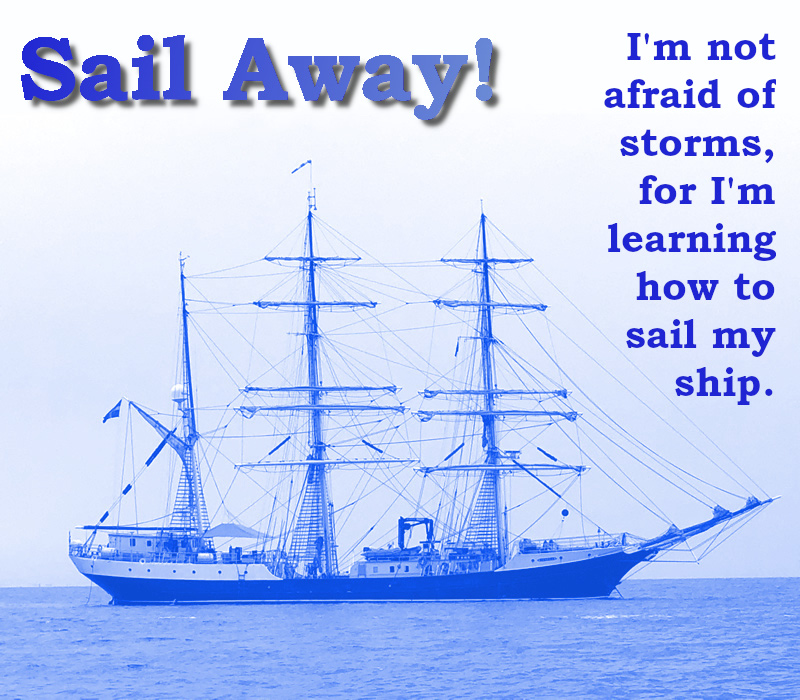 Sail Away!
I'm not
afraid of
storms,
for I'm
learning
how to
sail my
ship.